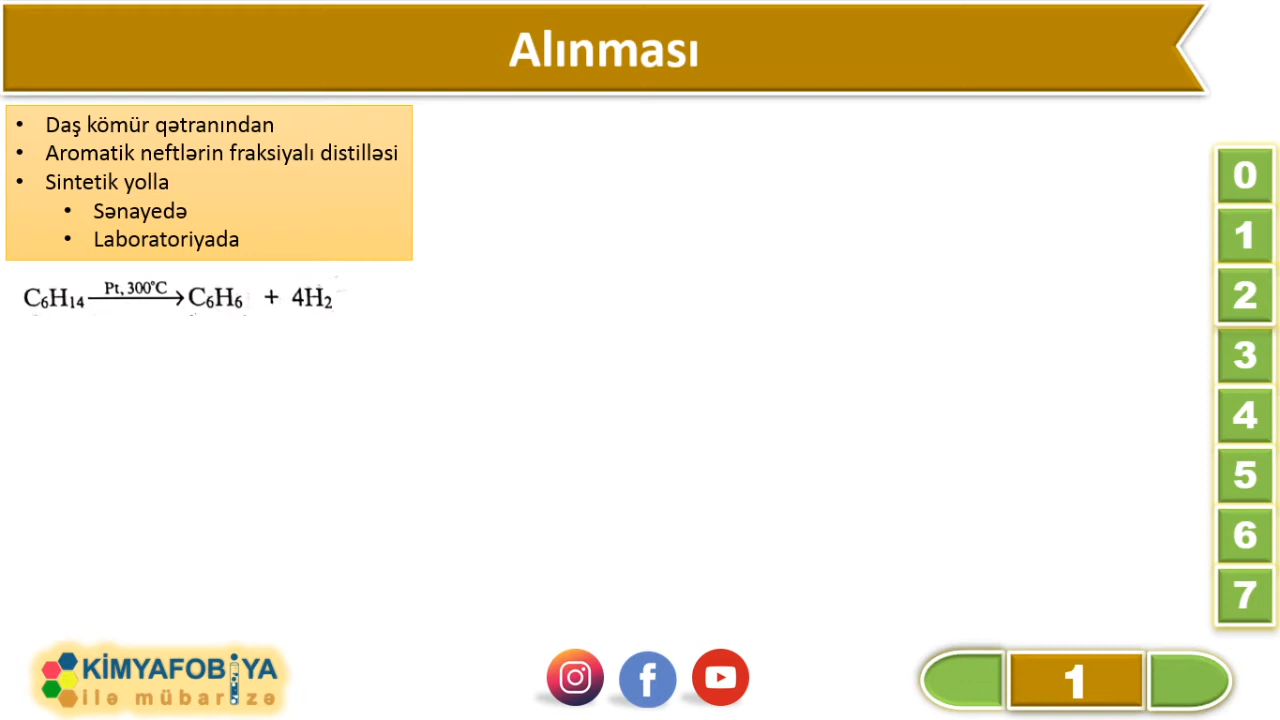 Alınması
• Daş kömür qətranından
• Aromatik neftlərin fraksiyalı distilləsi
• Sintetik yolla
• Sənayedə
• Laboratoriyada
C₆H₁₄ —Pt, 300°C→ C₆H₆ + 4H₂
0
1
2
3
4
5
6
7
KİMYAFOBİYA
ilə mübarizə
1